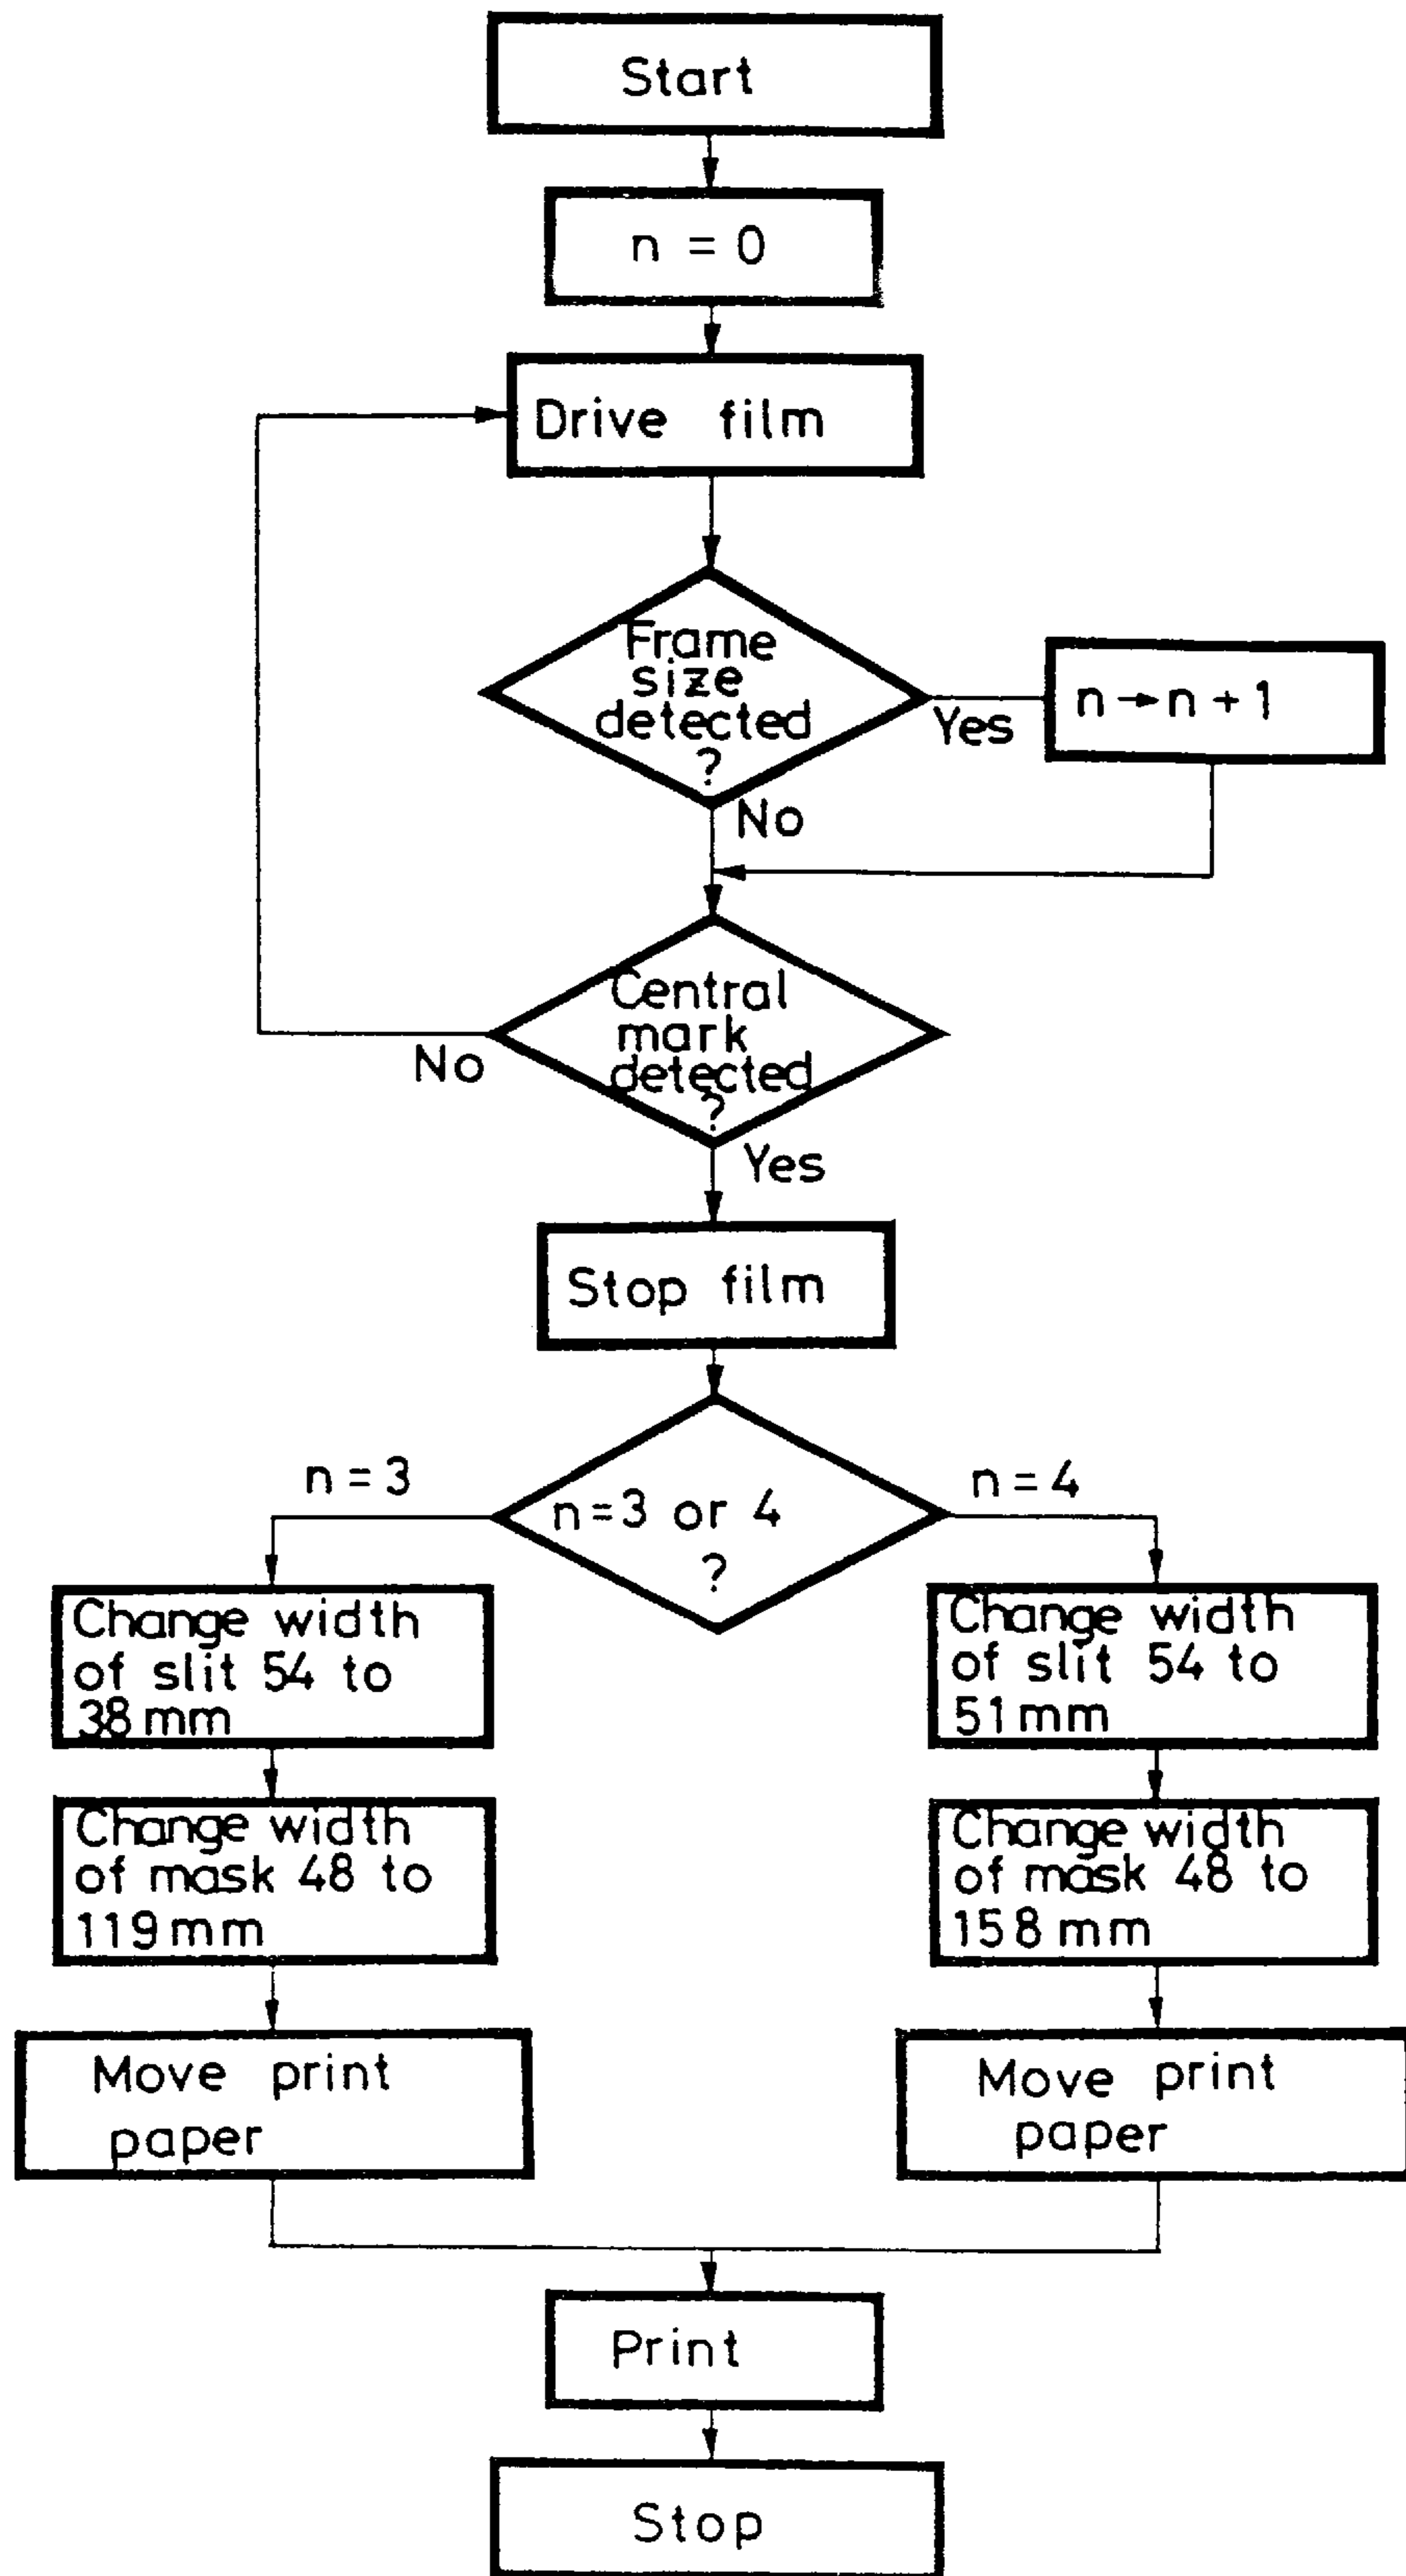 Start
n = 0
Drive film
Frame
size
detected
?
Yes
n→n + 1
No
Central
mark
detected
?
No
Yes
Stop film
n = 3
n=3 or 4
?
n = 4
Change width
of slit 54 to
38 mm
Change width
of slit 54 to
51 mm
Change width
of mask 48 to
119 mm
Change width
of mask 48 to
158 mm
Move print
paper
Move print
paper
Print
Stop